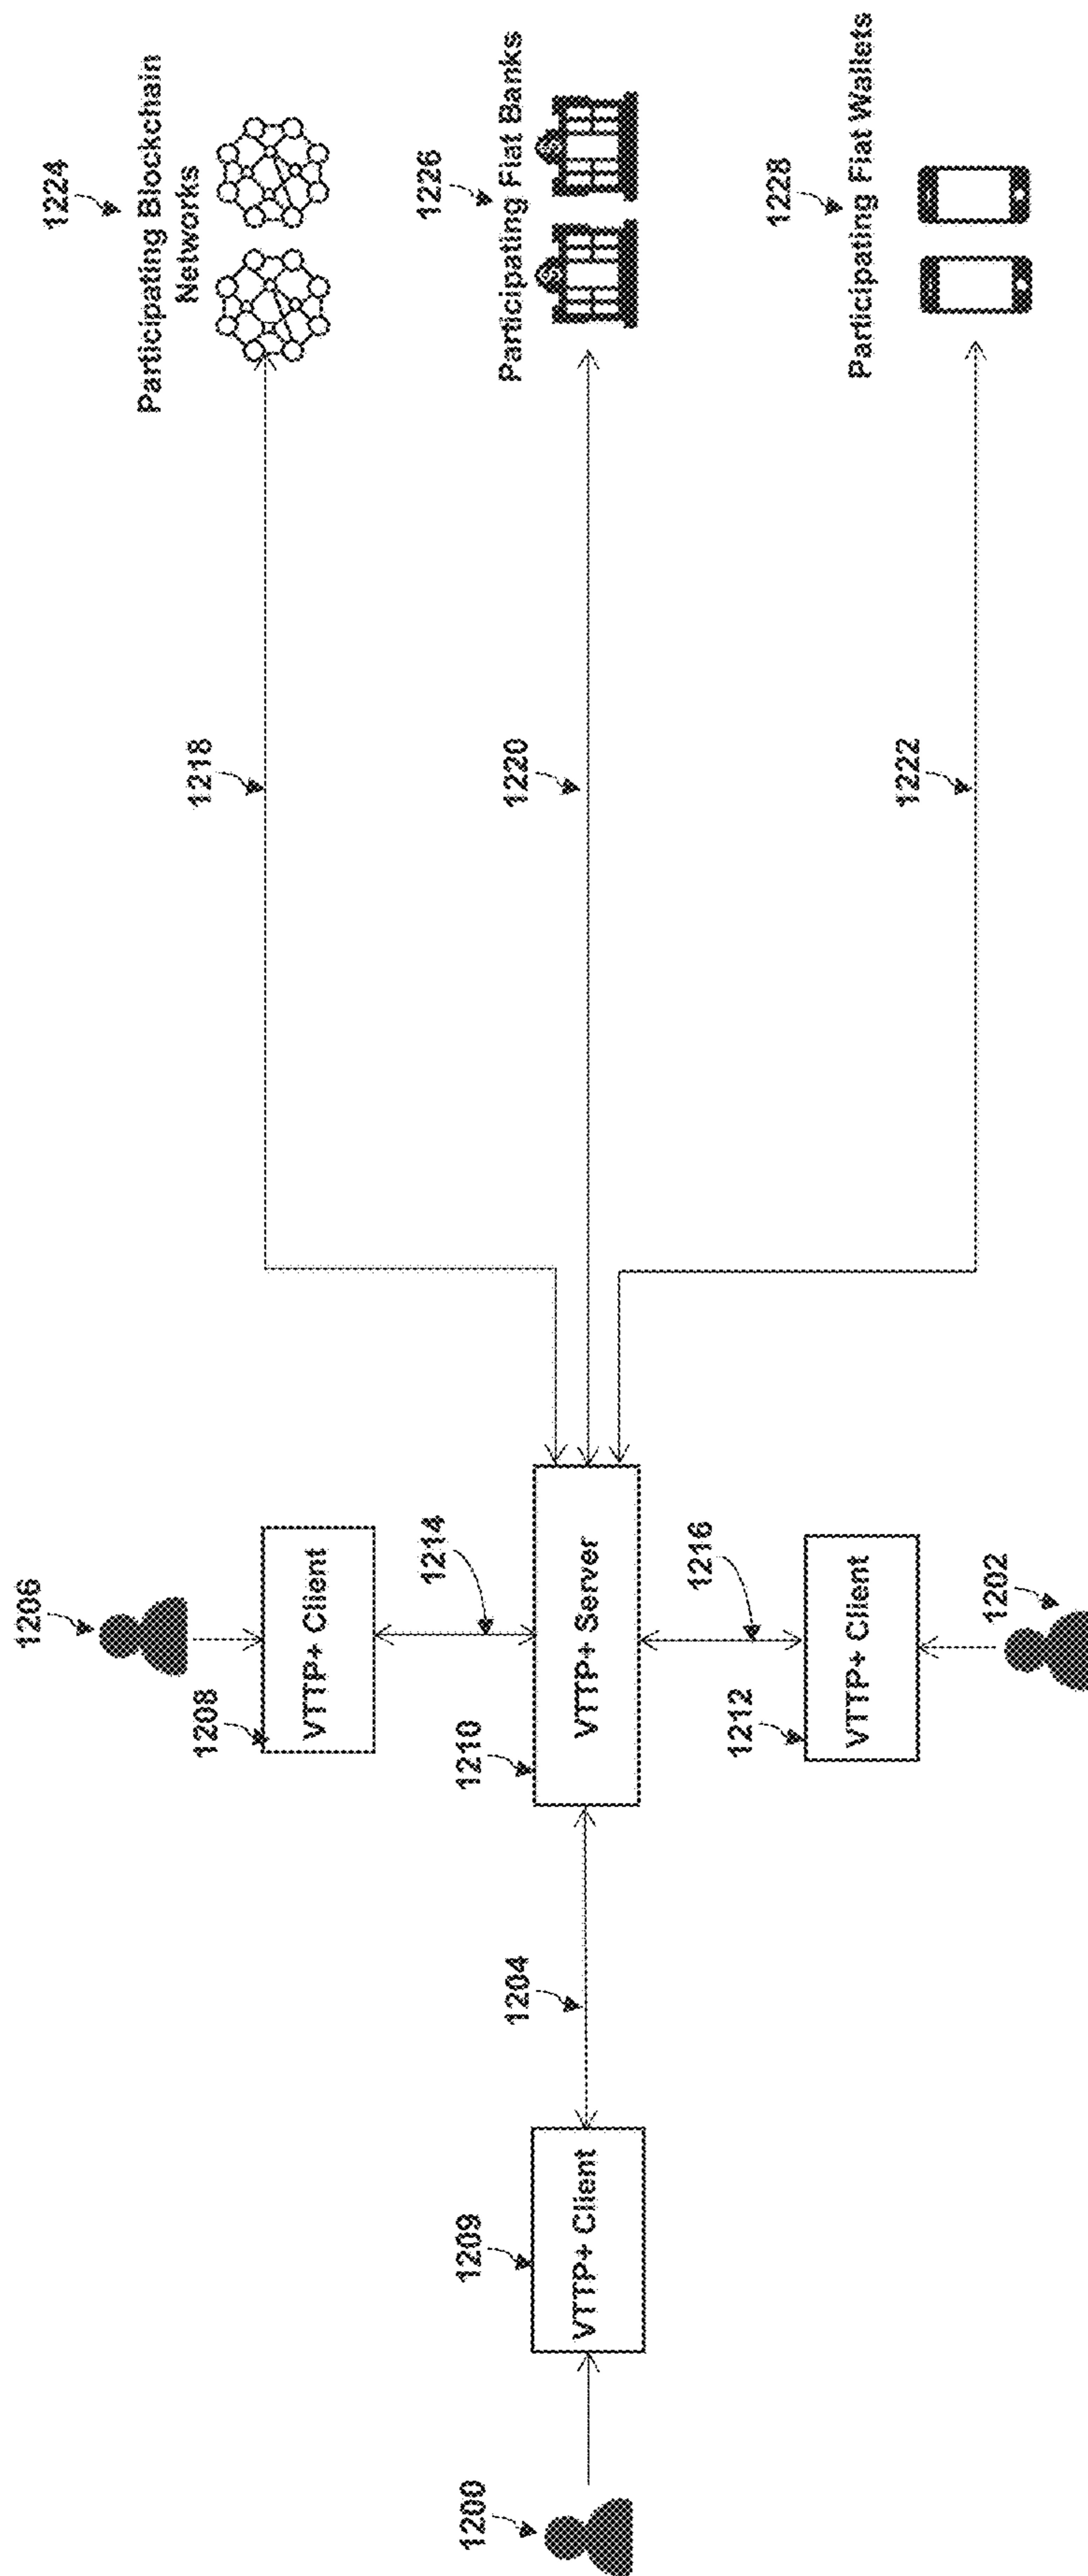 1224
Participating Blockchain
Networks
1226
Participating Fiat Banks
1228
Participating Fiat Wallets
1218
1220
1222
1206
1208
VTTP+ Client
1214
1210
VTTP+ Server
1216
1212
VTTP+ Client
1202
1204
1209
VTTP+ Client
1200